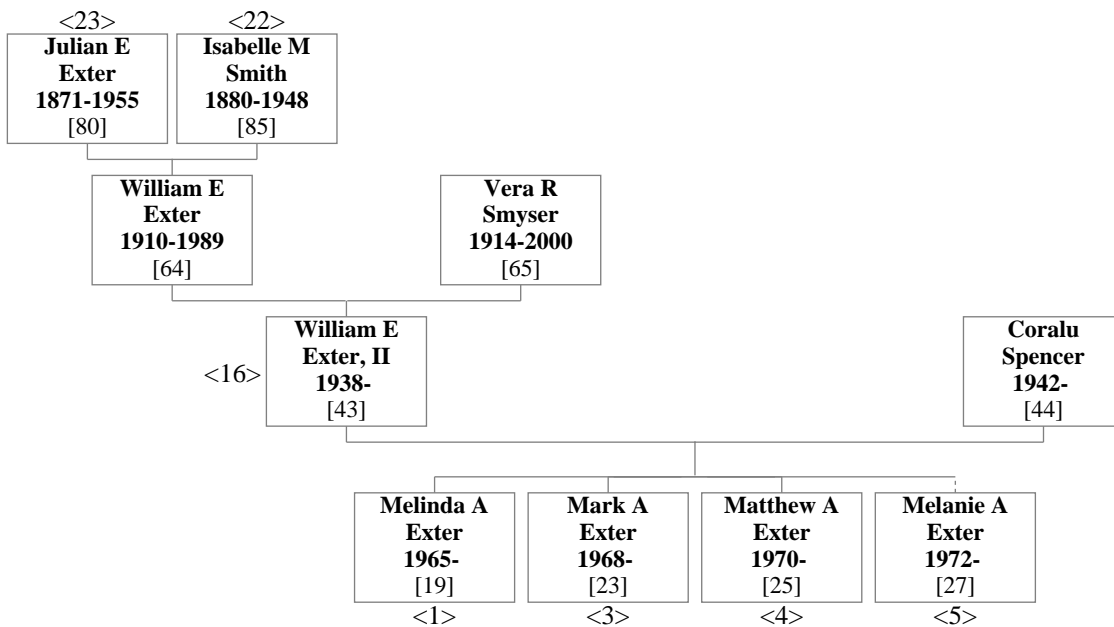 <23>
<22>
Julian E
Exter
1871-1955
[80]
Isabelle M
Smith
1880-1948
[85]
William E
Exter
1910-1989
[64]
Vera R
Smyser
1914-2000
[65]
<16>
William E
Exter, II
1938-
[43]
Coralu
Spencer
1942-
[44]
Melinda A
Exter
1965-
[19]
<1>
Mark A
Exter
1968-
[23]
<3>
Matthew A
Exter
1970-
[25]
<4>
Melanie A
Exter
1972-
[27]
<5>